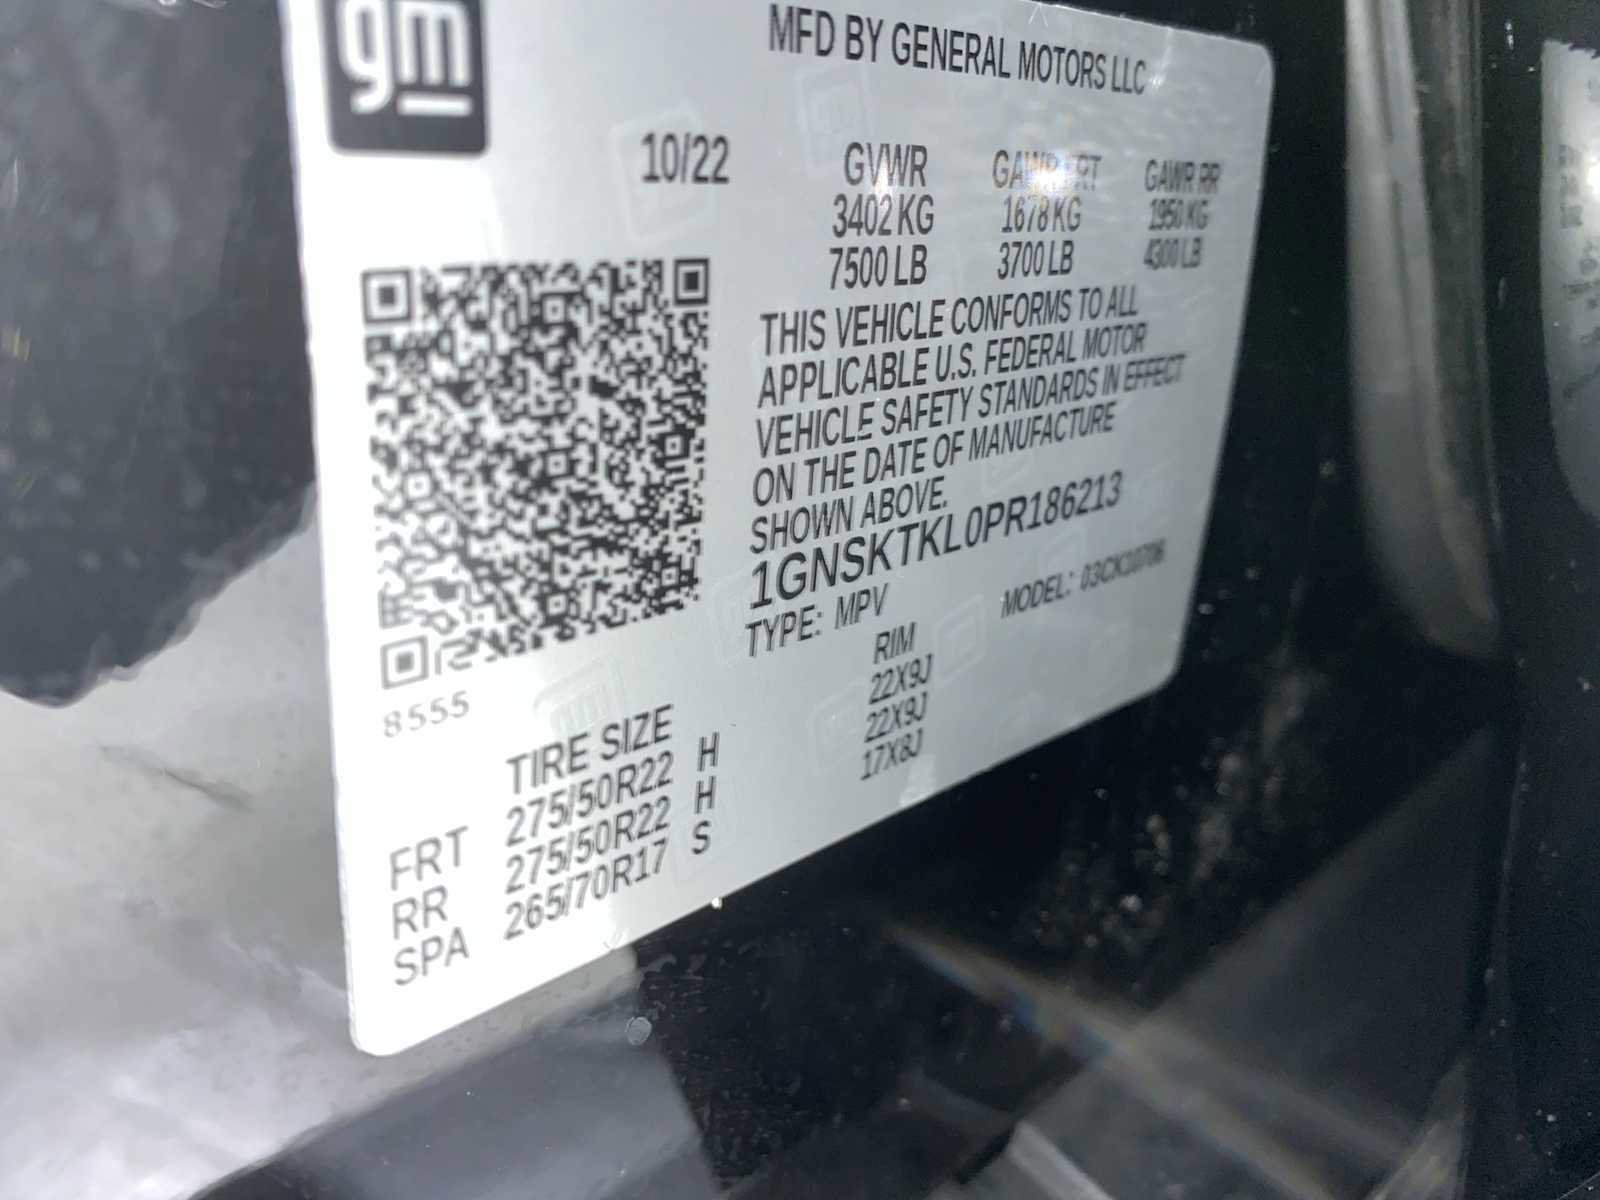 gm
MFD BY GENERAL MOTORS LLC
10/22 GVWR GAWR FRT GAWR RR
3402 KG 1678 KG 1950 KG
7500 LB 3700 LB 4300 LB
THIS VEHICLE CONFORMS TO ALL
APPLICABLE U.S. FEDERAL MOTOR
VEHICLE SAFETY STANDARDS IN EFFECT
ON THE DATE OF MANUFACTURE
SHOWN ABOVE.
1GNSKTKL0PR186213
TYPE: MPV MODEL: 03CK10706
8555
TIRE SIZE RIM
FRT 275/50R22 H 22X9J
RR 275/50R22 H 22X9J
SPA 265/70R17 S 17X8J